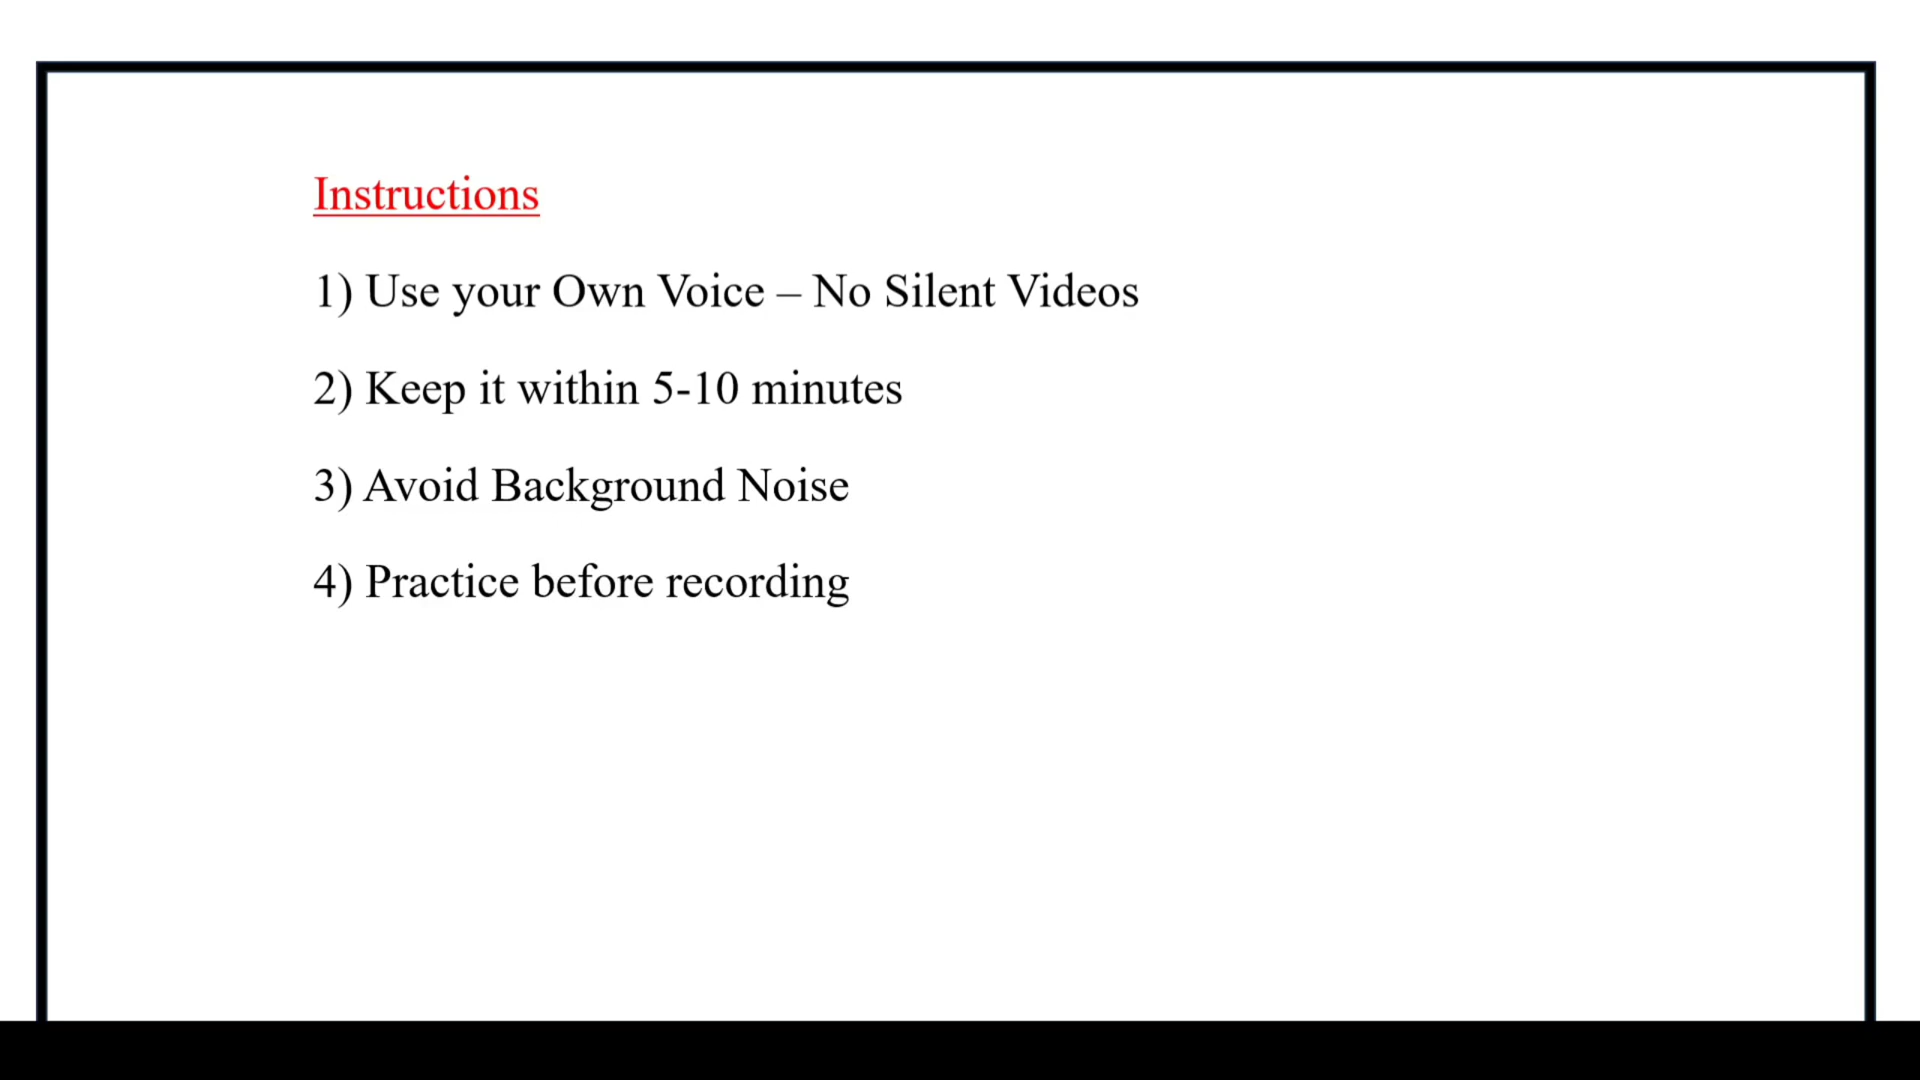 Instructions
1) Use your Own Voice – No Silent Videos
2) Keep it within 5-10 minutes
3) Avoid Background Noise
4) Practice before recording